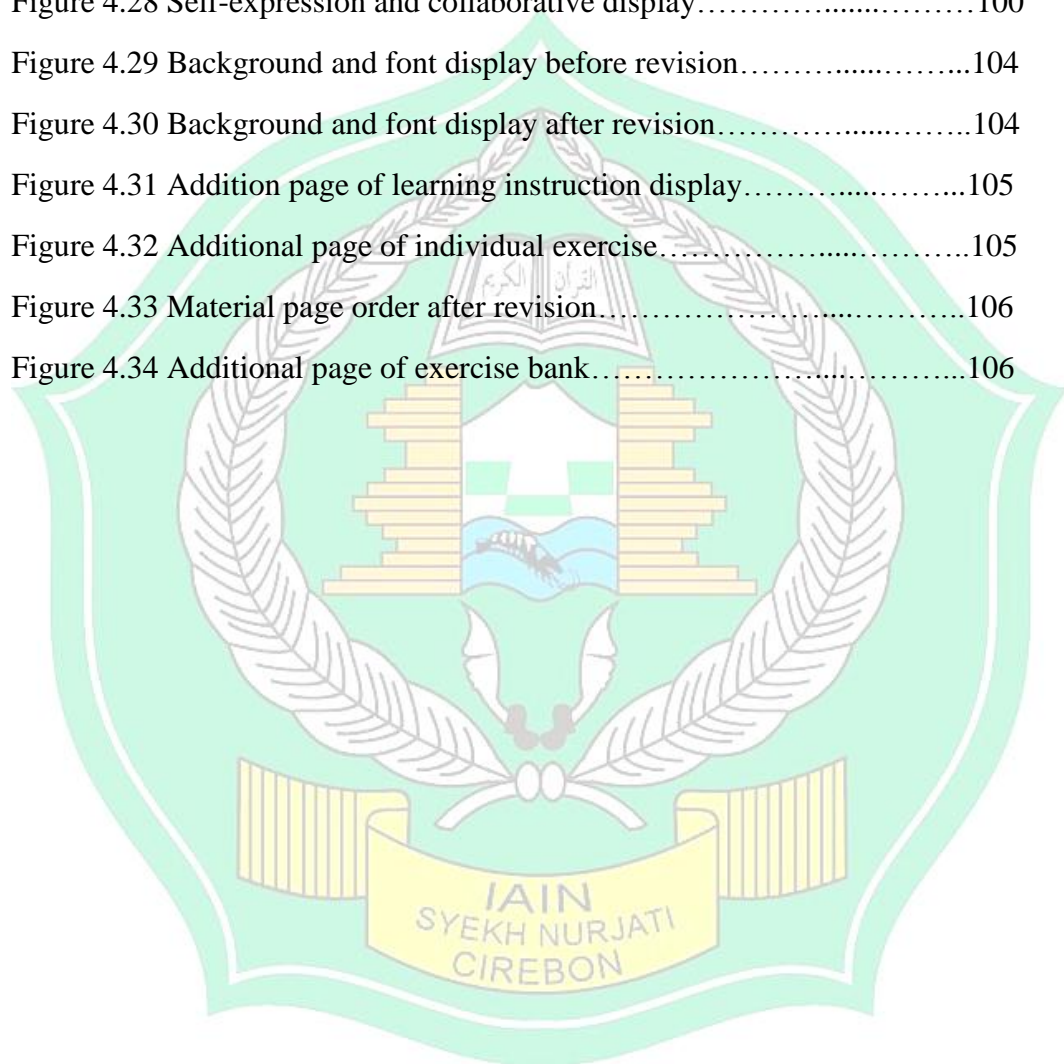 Figure 4.28 Self-expression and collaborative display…………......………100
Figure 4.29 Background and font display before revision………......……...104
Figure 4.30 Background and font display after revision…………......……..104
Figure 4.31 Addition page of learning instruction display……….....……...105
Figure 4.32 Additional page of individual exercise…………….....………..105
Figure 4.33 Material page order after revision…………………....………..106
Figure 4.34 Additional page of exercise bank…………………....………...106
القرآن الكريم
IAIN
SYEKH NURJATI
CIREBON